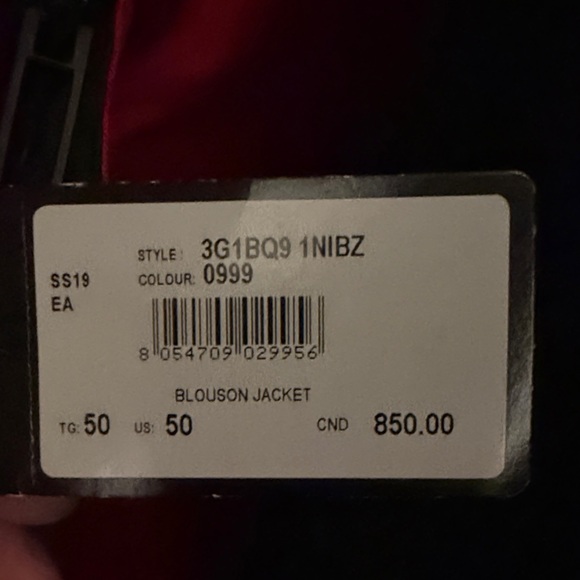 STYLE: 3G1BQ9 1NIBZ
SS19 COLOUR: 0999
EA
8 054709 029956
BLOUSON JACKET
TG: 50 US: 50 CND 850.00